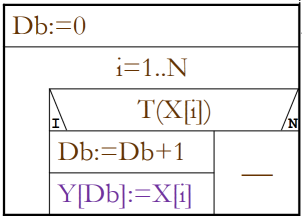 Db:=0
i=1..N
T(X[i])
I N
Db:=Db+1
—
Y[Db]:=X[i]